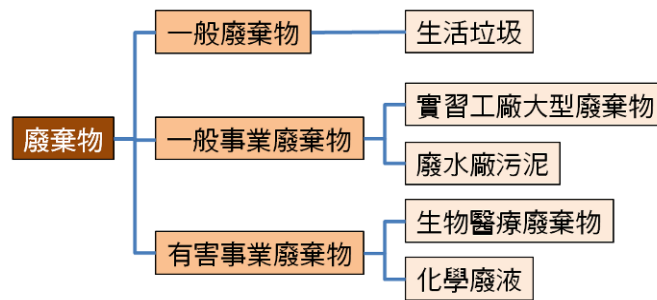 一般廢棄物
生活垃圾
實習工廠大型廢棄物
廢棄物
一般事業廢棄物
廢水廠污泥
生物醫療廢棄物
有害事業廢棄物
化學廢液